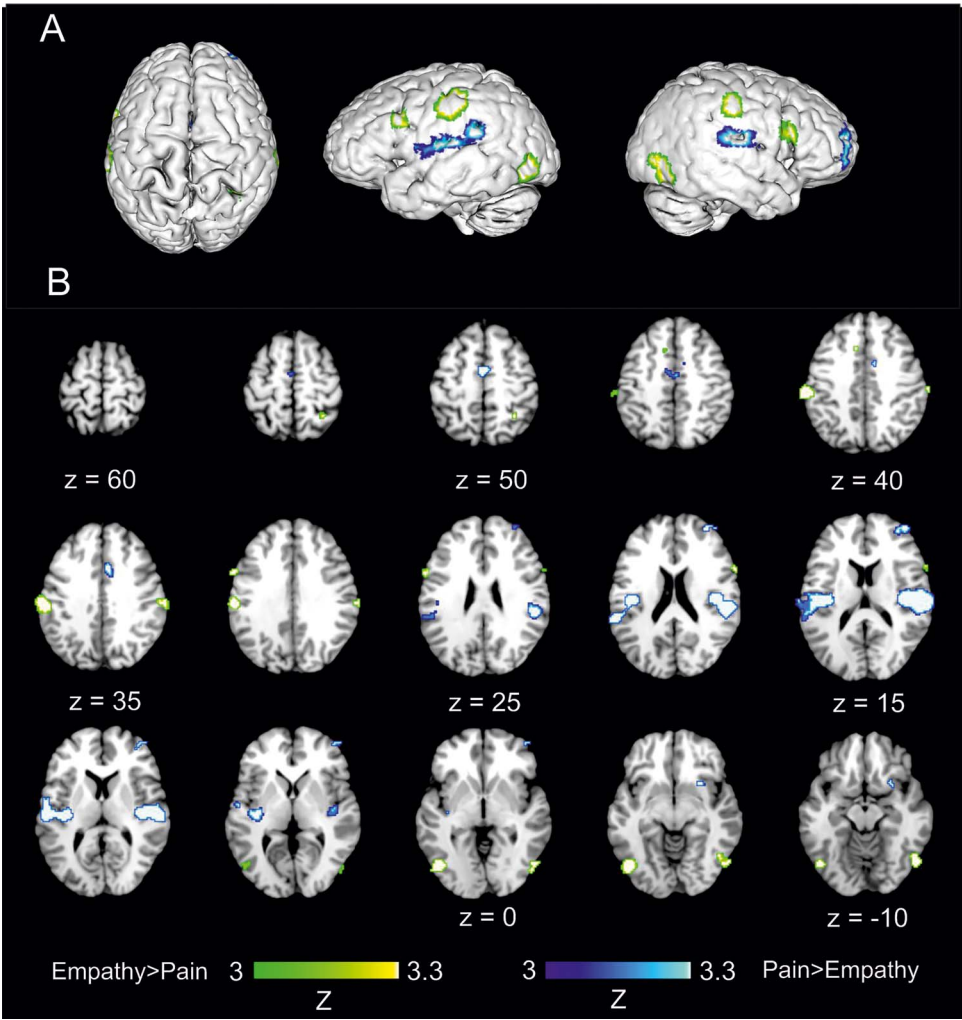 A
B
z = 60
z = 50
z = 40
z = 35
z = 25
z = 15
z = 0
z = -10
Empathy>Pain 3 3.3 3 3.3 Pain>Empathy
Z Z